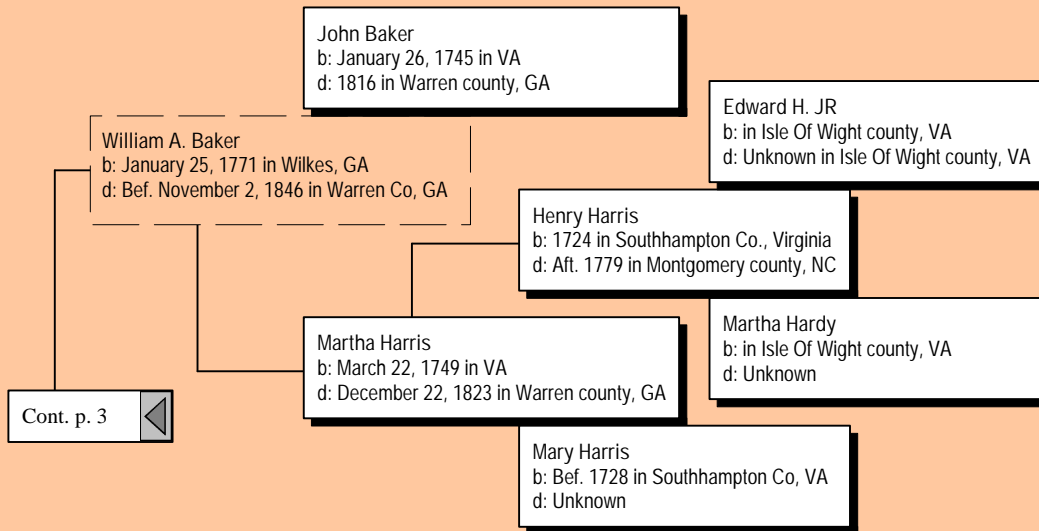 John Baker
b: January 26, 1745 in VA
d: 1816 in Warren county, GA
Edward H. JR
b: in Isle Of Wight county, VA
d: Unknown in Isle Of Wight county, VA
William A. Baker
b: January 25, 1771 in Wilkes, GA
d: Bef. November 2, 1846 in Warren Co, GA
Henry Harris
b: 1724 in Southhampton Co., Virginia
d: Aft. 1779 in Montgomery county, NC
Martha Harris
b: March 22, 1749 in VA
d: December 22, 1823 in Warren county, GA
Martha Hardy
b: in Isle Of Wight county, VA
d: Unknown
Cont. p. 3
Mary Harris
b: Bef. 1728 in Southhampton Co, VA
d: Unknown